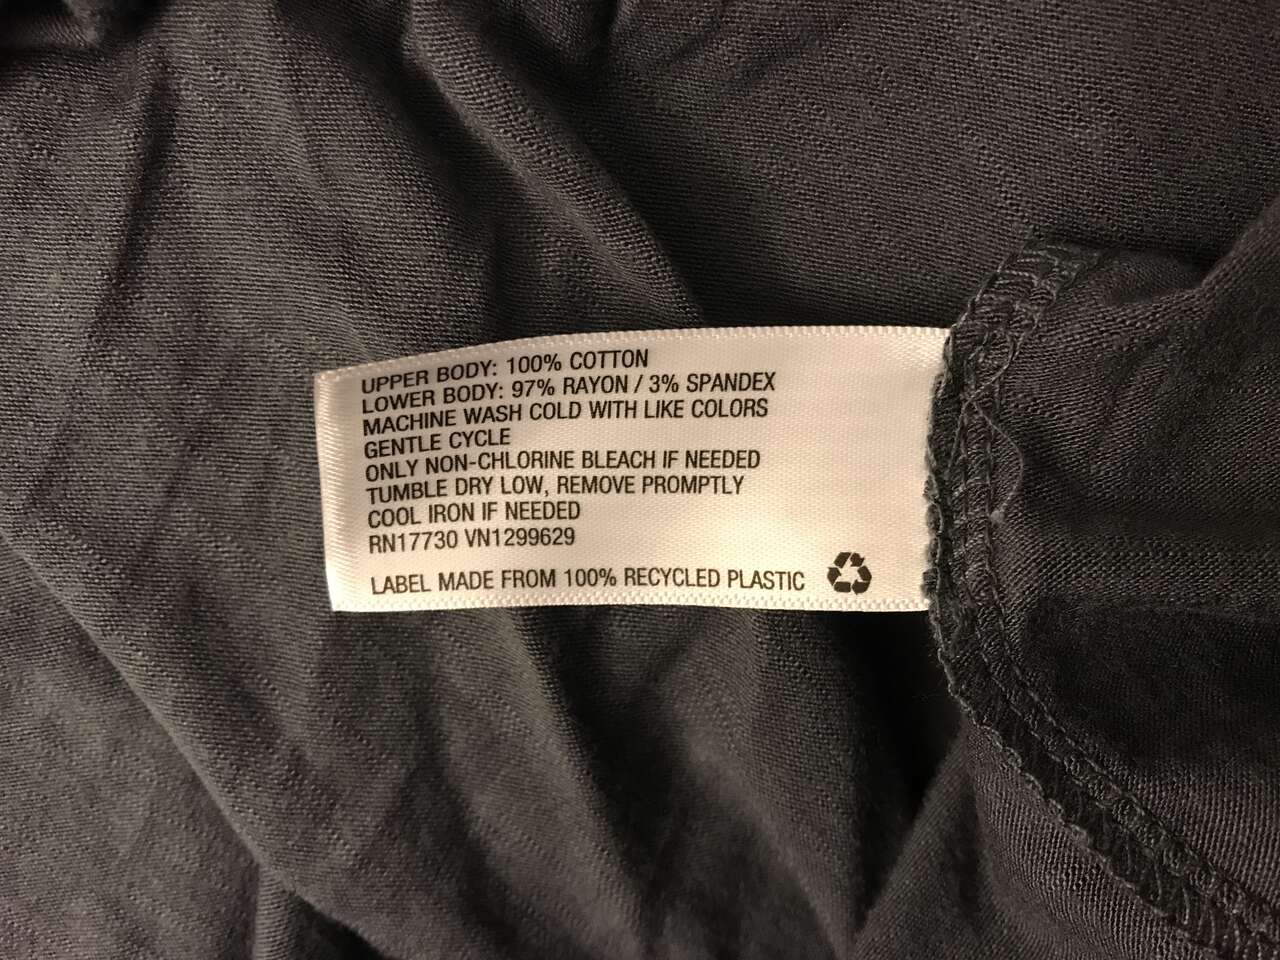 UPPER BODY: 100% COTTON
LOWER BODY: 97% RAYON / 3% SPANDEX
MACHINE WASH COLD WITH LIKE COLORS
GENTLE CYCLE
ONLY NON-CHLORINE BLEACH IF NEEDED
TUMBLE DRY LOW, REMOVE PROMPTLY
COOL IRON IF NEEDED
RN17730 VN1299629
LABEL MADE FROM 100% RECYCLED PLASTIC